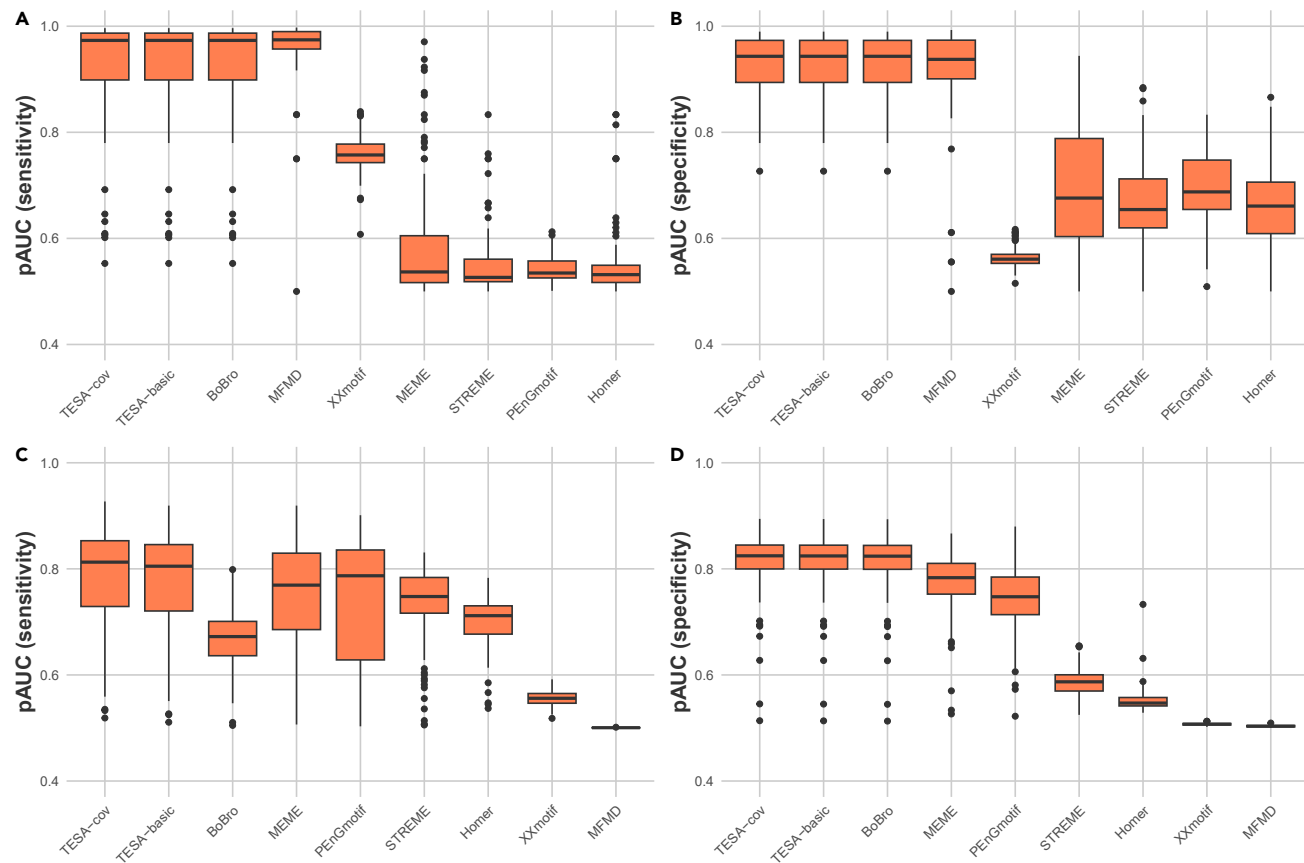 A
pAUC (sensitivity)
1.0
0.8
0.6
0.4
TESA−cov
TESA−basic
BoBro
MFMD
XXmotif
MEME
STREME
PEnGmotif
Homer
B
pAUC (specificity)
1.0
0.8
0.6
0.4
TESA−cov
TESA−basic
BoBro
MFMD
XXmotif
MEME
STREME
PEnGmotif
Homer
C
pAUC (sensitivity)
1.0
0.8
0.6
0.4
TESA−cov
TESA−basic
BoBro
MEME
PEnGmotif
STREME
Homer
XXmotif
MFMD
D
pAUC (specificity)
1.0
0.8
0.6
0.4
TESA−cov
TESA−basic
BoBro
MEME
PEnGmotif
STREME
Homer
XXmotif
MFMD